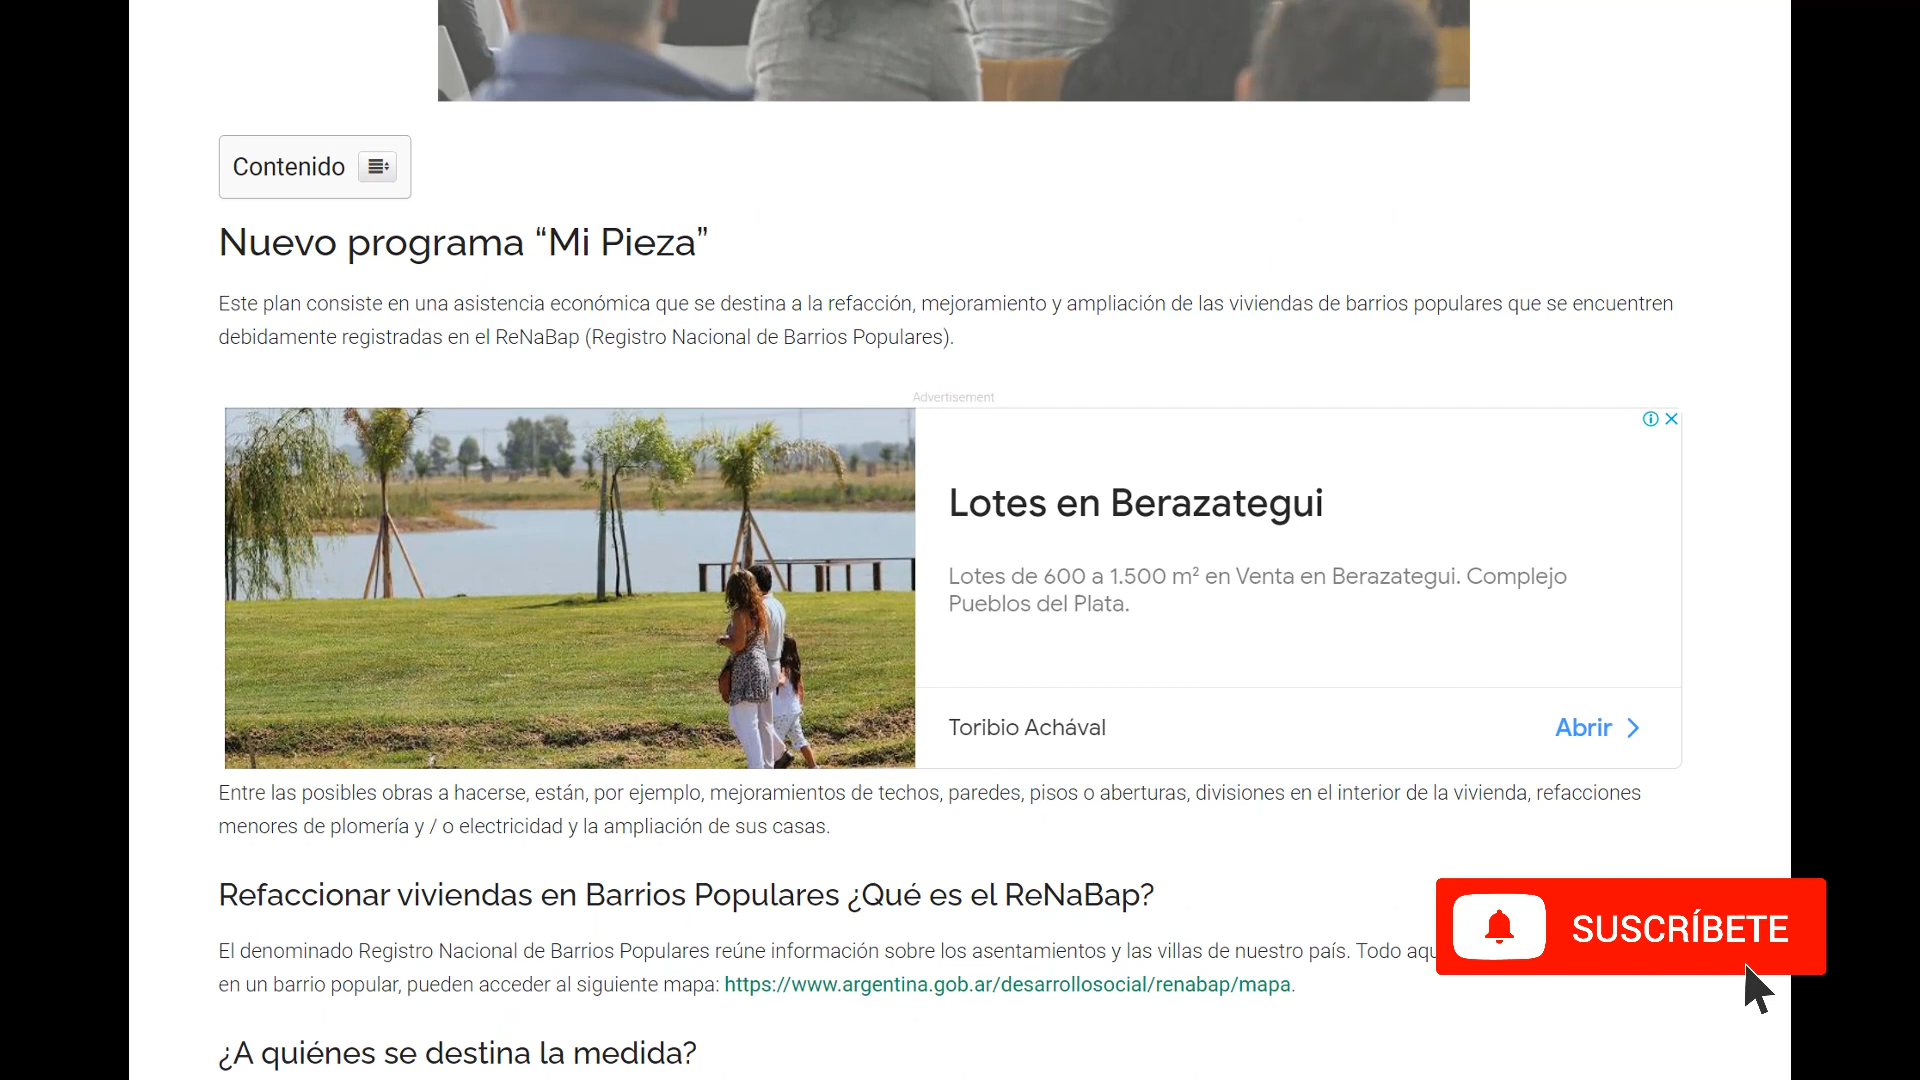 Contenido
Nuevo programa “Mi Pieza”
Este plan consiste en una asistencia económica que se destina a la refacción, mejoramiento y ampliación de las viviendas de barrios populares que se encuentren
debidamente registradas en el ReNaBap (Registro Nacional de Barrios Populares).
Advertisement
Lotes en Berazategui
Lotes de 600 a 1.500 m² en Venta en Berazategui. Complejo
Pueblos del Plata.
Toribio Achával
Abrir
Entre las posibles obras a hacerse, están, por ejemplo, mejoramientos de techos, paredes, pisos o aberturas, divisiones en el interior de la vivienda, refacciones
menores de plomería y / o electricidad y la ampliación de sus casas.
Refaccionar viviendas en Barrios Populares ¿Qué es el ReNaBap?
El denominado Registro Nacional de Barrios Populares reúne información sobre los asentamientos y las villas de nuestro país. Todo
en un barrio popular, pueden acceder al siguiente mapa: https://www.argentina.gob.ar/desarrollosocial/renabap/mapa.
SUSCRÍBETE
¿A quiénes se destina la medida?